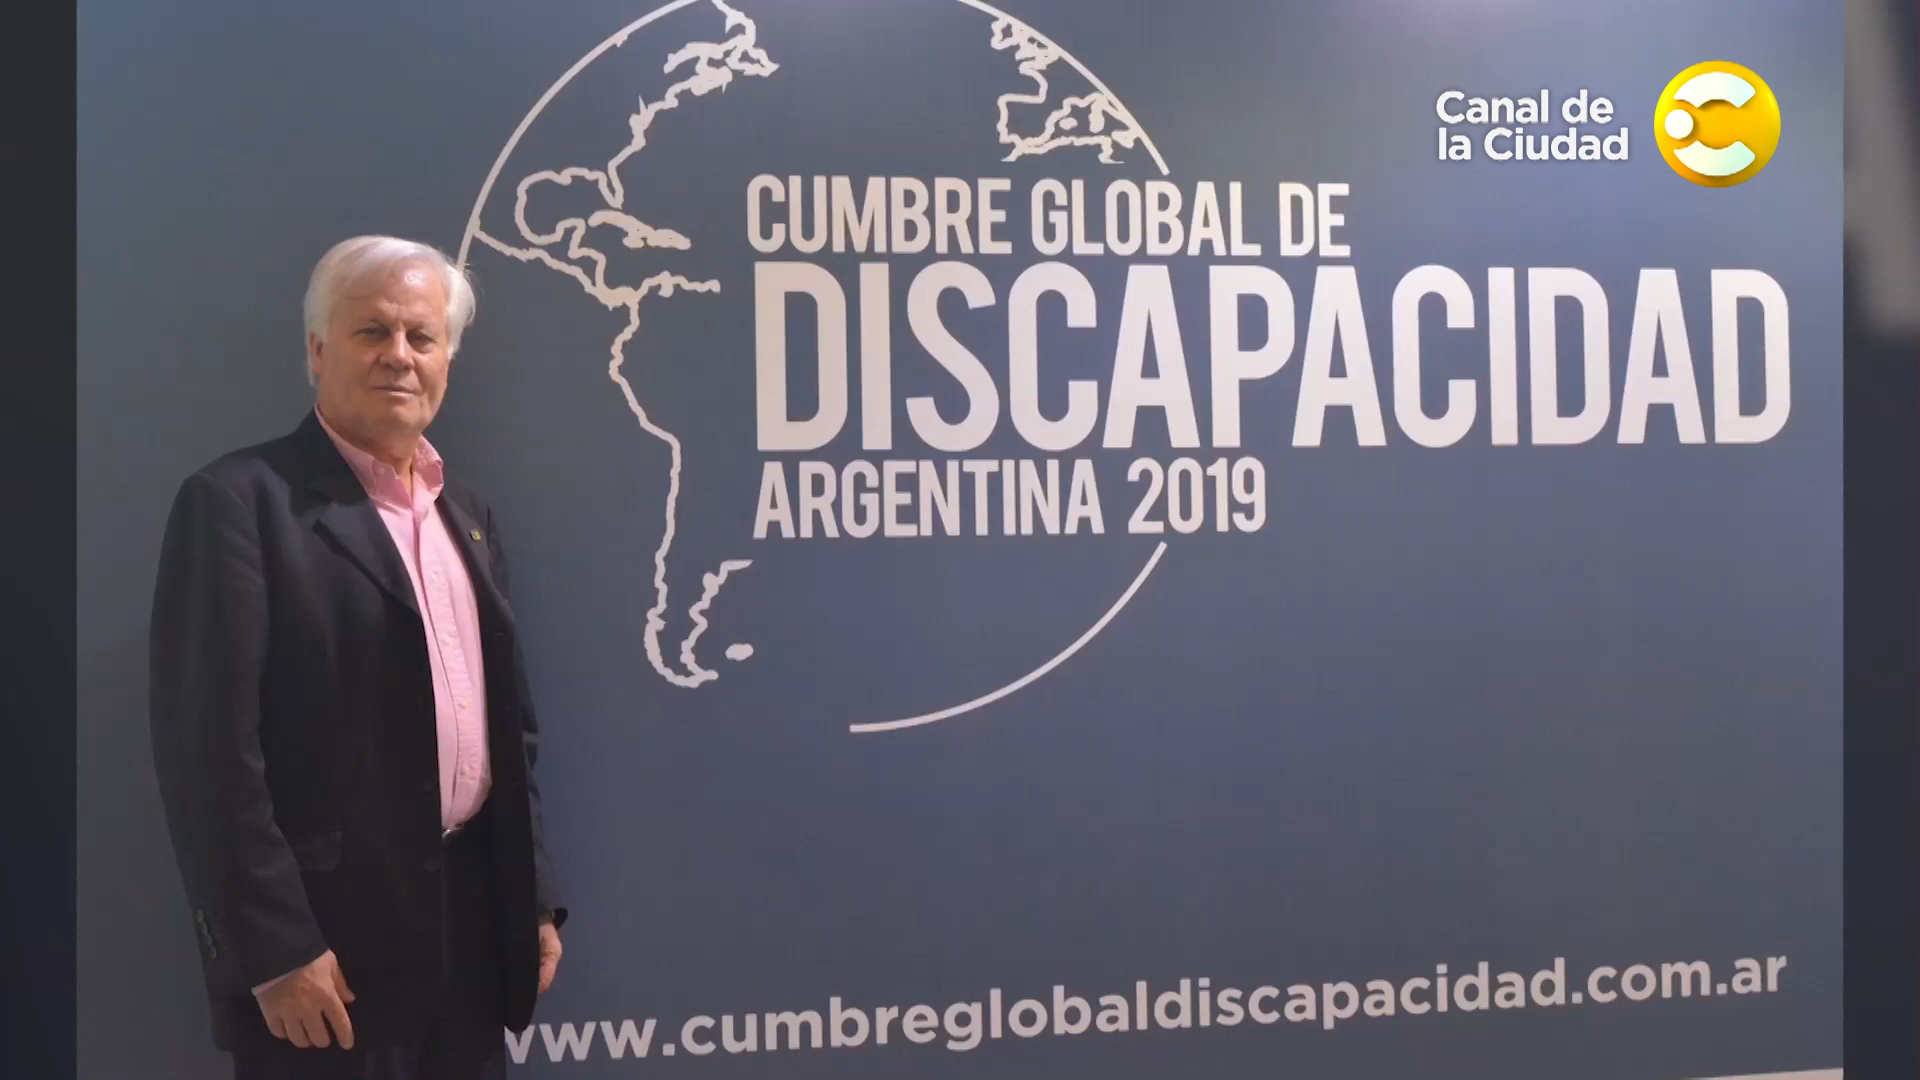 Canal de
la Ciudad
CUMBRE GLOBAL DE
DISCAPACIDAD
ARGENTINA 2019
www.cumbreglobaldiscapacidad.com.ar